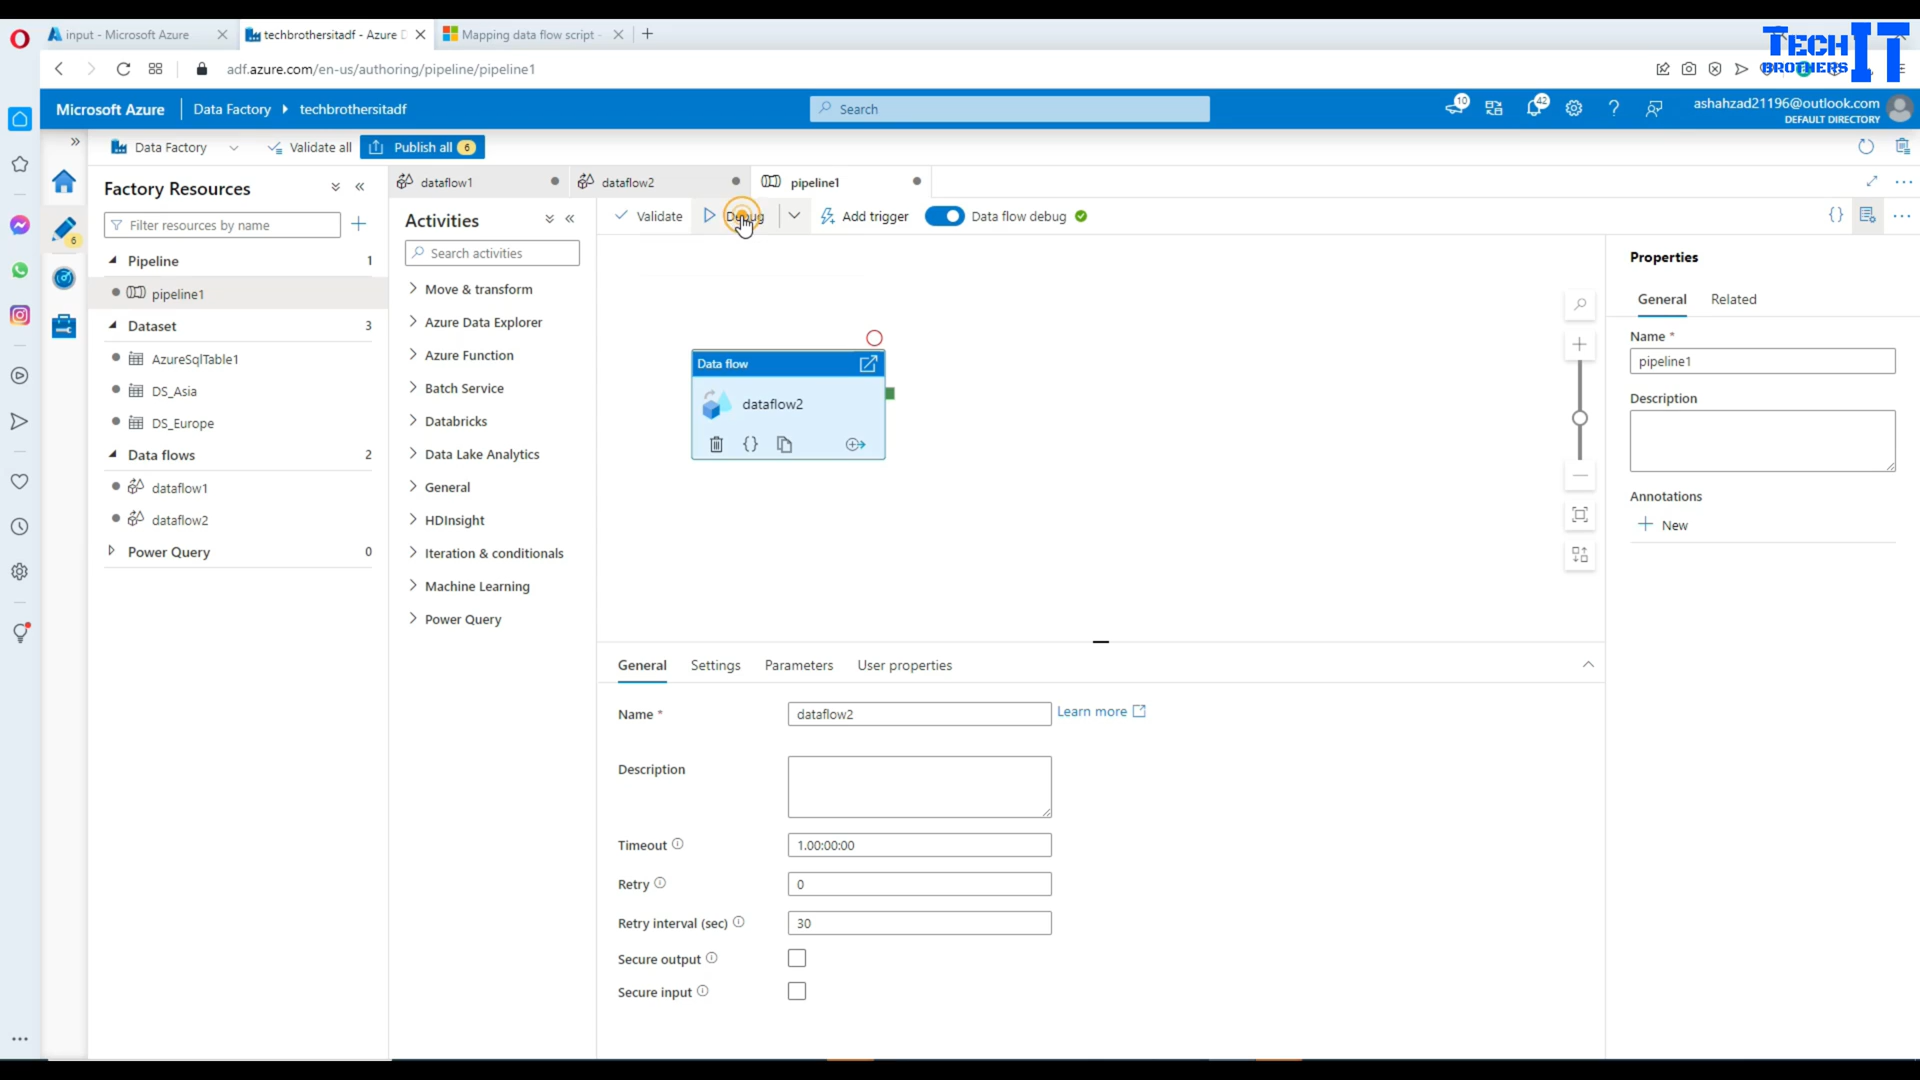 input - Microsoft Azure
techbrothersitadf - Azure D
Mapping data flow script -
TECH BROTHERS IT
adf.azure.com/en-us/authoring/pipeline/pipeline1
Microsoft Azure
Data Factory
techbrothersitadf
Search
10
42
ashahzad21196@outlook.com
DEFAULT DIRECTORY
Data Factory
Validate all
Publish all
6
Factory Resources
dataflow1
dataflow2
pipeline1
Filter resources by name
6
Pipeline
1
pipeline1
Dataset
3
AzureSqlTable1
DS_Asia
DS_Europe
Data flows
2
dataflow1
dataflow2
Power Query
0
Activities
Search activities
Move & transform
Azure Data Explorer
Azure Function
Batch Service
Databricks
Data Lake Analytics
General
HDInsight
Iteration & conditionals
Machine Learning
Power Query
Validate
Debug
Add trigger
Data flow debug
Data flow
dataflow2
General
Settings
Parameters
User properties
Name *
dataflow2
Learn more
Description
Timeout
1.00:00:00
Retry
0
Retry interval (sec)
30
Secure output
Secure input
Properties
General
Related
Name *
pipeline1
Description
Annotations
New